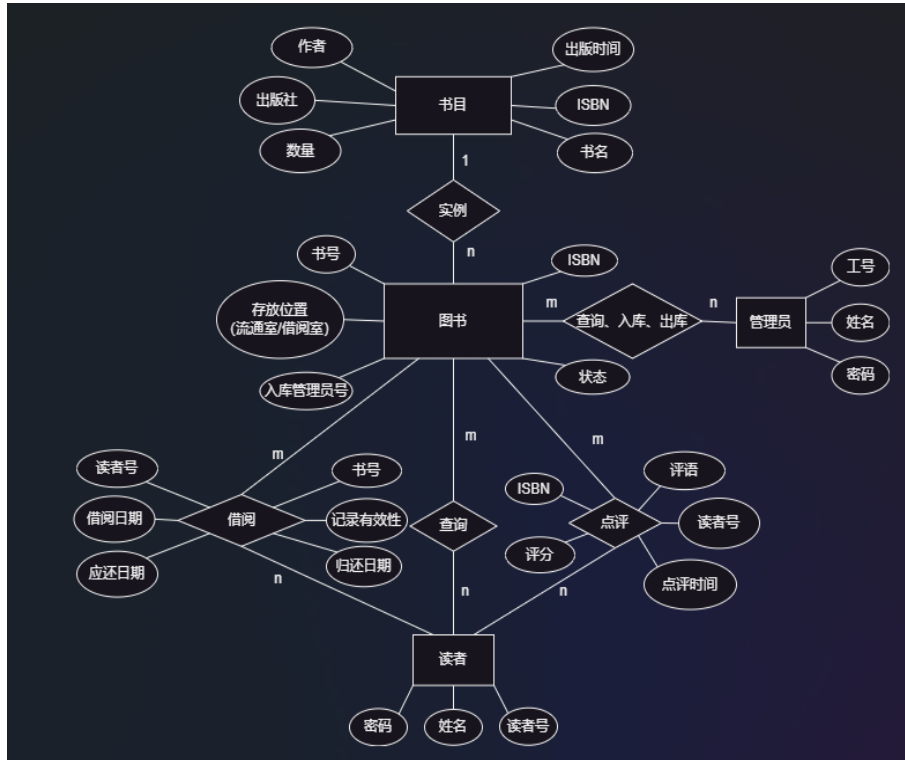 作者
出版时间
出版社
书目
ISBN
数量
书名
1
实例
n
书号
ISBN
存放位置
(流通室/借阅室)
图书
m
查询、入库、出库
n
管理员
工号
姓名
密码
入库管理员号
状态
m
m
m
读者号
书号
ISBN
评语
借阅日期
借阅
记录有效性
查询
点评
读者号
应还日期
归还日期
评分
点评时间
n
n
n
读者
密码
姓名
读者号